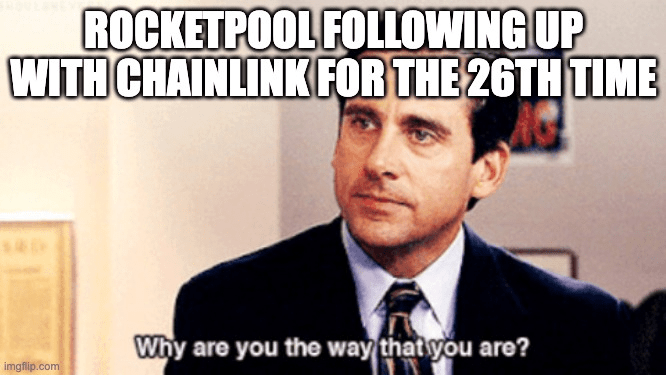 ROCKETPOOL FOLLOWING UP
WITH CHAINLINK FOR THE 26TH TIME
Why are you the way that you are?
imgflip.com